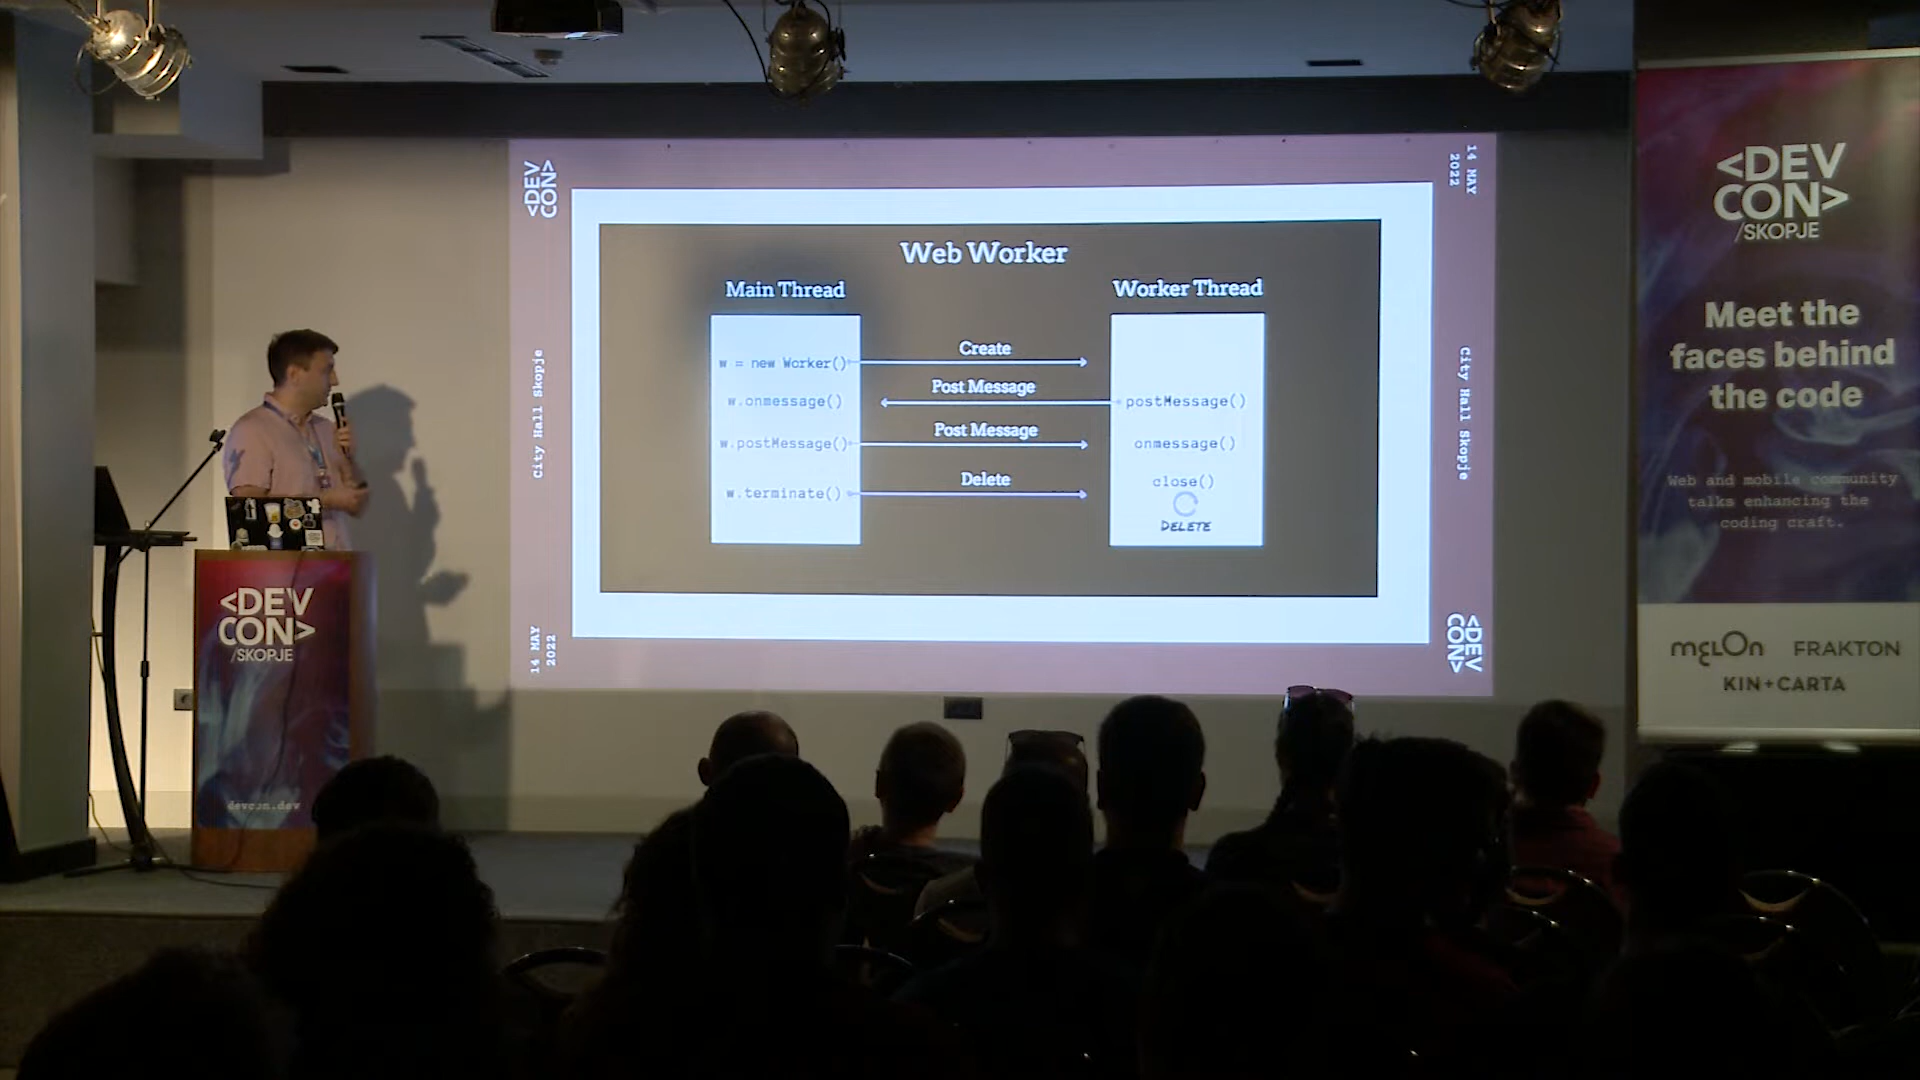 <DEV
CON>
14 MAY
2022
City Hall Skopje
14 MAY
2022
City Hall Skopje
<DEV
CON>
Web Worker
Main Thread
Worker Thread
w = new Worker()
Create
w.onmessage()
Post Message
postMessage()
w.postMessage()
Post Message
onmessage()
w.terminate()
Delete
close()
DELETE
<DEV
CON>
/SKOPJE
devcon.dev
<DEV
CON>
/SKOPJE
Meet the
faces behind
the code
Web and mobile community
talks enhancing the
coding craft.
melon
FRAKTON
KIN+CARTA